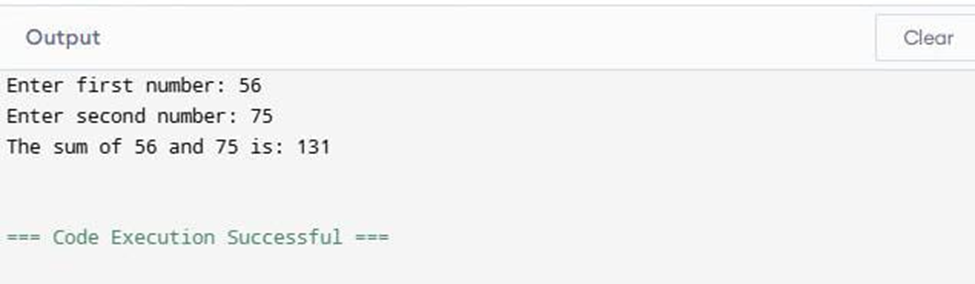 Output
Clear
Enter first number: 56
Enter second number: 75
The sum of 56 and 75 is: 131
=== Code Execution Successful ===